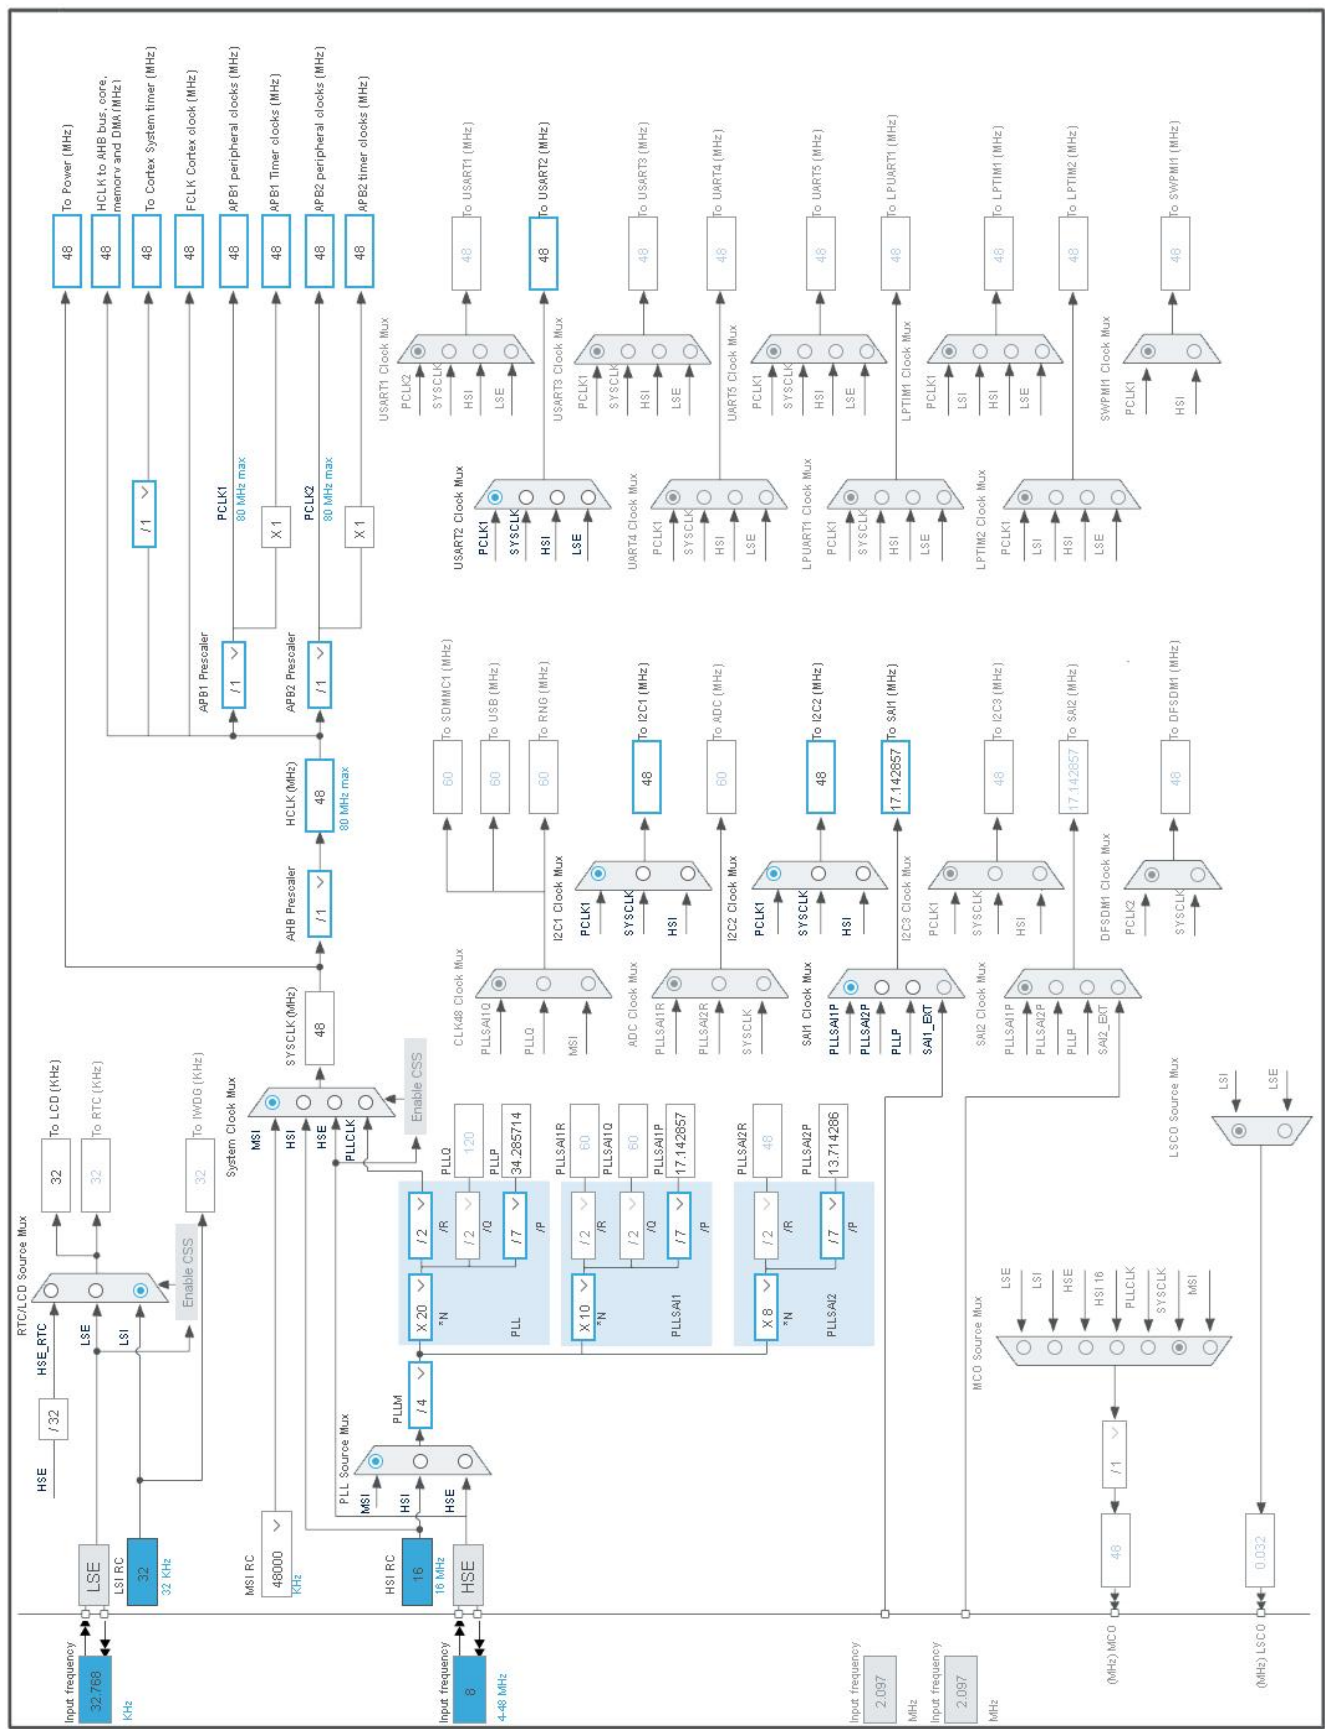 Input frequency
32.768
KHz
LSE
LSI RC
32
32 KHz
HSE
/ 32
HSE_RTC
LSE
LSI
RTC/LCD Source Mux
Enable CSS
32
To LCD (KHz)
32
To RTC (KHz)
32
To IWDG (KHz)
MSI RC
48000
KHz
HSI RC
16
16 MHz
Input frequency
8
4-48 MHz
HSE
PLL Source Mux
MSI
HSI
HSE
PLLM
/ 4
X 20
*N
PLL
/ 2
/R
/ 2
/Q
/ 7
/P
PLLQ
120
PLLP
34.285714
X 10
*N
PLLSAI1
/ 2
/R
/ 2
/Q
/ 7
/P
PLLSAI1R
60
PLLSAI1Q
60
PLLSAI1P
17.142857
X 8
*N
PLLSAI2
/ 2
/R
/ 7
/P
PLLSAI2R
48
PLLSAI2P
13.714286
System Clock Mux
MSI
HSI
HSE
PLLCLK
Enable CSS
SYSCLK (MHz)
48
AHB Prescaler
/ 1
HCLK (MHz)
48
80 MHz max
APB1 Prescaler
/ 1
APB2 Prescaler
/ 1
/ 1
PCLK1
80 MHz max
X 1
PCLK2
80 MHz max
X 1
48
To Power (MHz)
48
HCLK to AHB bus, core,
memory and DMA (MHz)
48
To Cortex System timer (MHz)
48
FCLK Cortex clock (MHz)
48
APB1 peripheral clocks (MHz)
48
APB1 Timer clocks (MHz)
48
APB2 peripheral clocks (MHz)
48
APB2 timer clocks (MHz)
CLK48 Clock Mux
PLLSAI1Q
PLLQ
MSI
60
To SDMMC1 (MHz)
60
To USB (MHz)
60
To RNG (MHz)
I2C1 Clock Mux
PCLK1
SYSCLK
HSI
48
To I2C1 (MHz)
ADC Clock Mux
PLLSAI1R
PLLSAI2R
SYSCLK
60
To ADC (MHz)
I2C2 Clock Mux
PCLK1
SYSCLK
HSI
48
To I2C2 (MHz)
SAI1 Clock Mux
PLLSAI1P
PLLSAI2P
PLLP
SAI1_EXT
17.142857
To SAI1 (MHz)
I2C3 Clock Mux
PCLK1
SYSCLK
HSI
48
To I2C3 (MHz)
SAI2 Clock Mux
PLLSAI1P
PLLSAI2P
PLLP
SAI2_EXT
17.142857
To SAI2 (MHz)
DFSDM1 Clock Mux
PCLK2
SYSCLK
48
To DFSDM1 (MHz)
USART1 Clock Mux
PCLK2
SYSCLK
HSI
LSE
48
To USART1 (MHz)
USART2 Clock Mux
PCLK1
SYSCLK
HSI
LSE
48
To USART2 (MHz)
USART3 Clock Mux
PCLK1
SYSCLK
HSI
LSE
48
To USART3 (MHz)
UART4 Clock Mux
PCLK1
SYSCLK
HSI
LSE
48
To UART4 (MHz)
UART5 Clock Mux
PCLK1
SYSCLK
HSI
LSE
48
To UART5 (MHz)
LPUART1 Clock Mux
PCLK1
SYSCLK
HSI
LSE
48
To LPUART1 (MHz)
LPTIM1 Clock Mux
PCLK1
LSI
HSI
LSE
48
To LPTIM1 (MHz)
LPTIM2 Clock Mux
PCLK1
LSI
HSI
LSE
48
To LPTIM2 (MHz)
SWPMI1 Clock Mux
PCLK1
HSI
48
To SWPMI1 (MHz)
Input frequency
2.097
MHz
Input frequency
2.097
MHz
(MHz) MCO
48
/ 1
MCO Source Mux
LSE
LSI
HSE
HSI 16
PLLCLK
SYSCLK
MSI
(MHz) LSCO
0.032
LSCO Source Mux
LSI
LSE